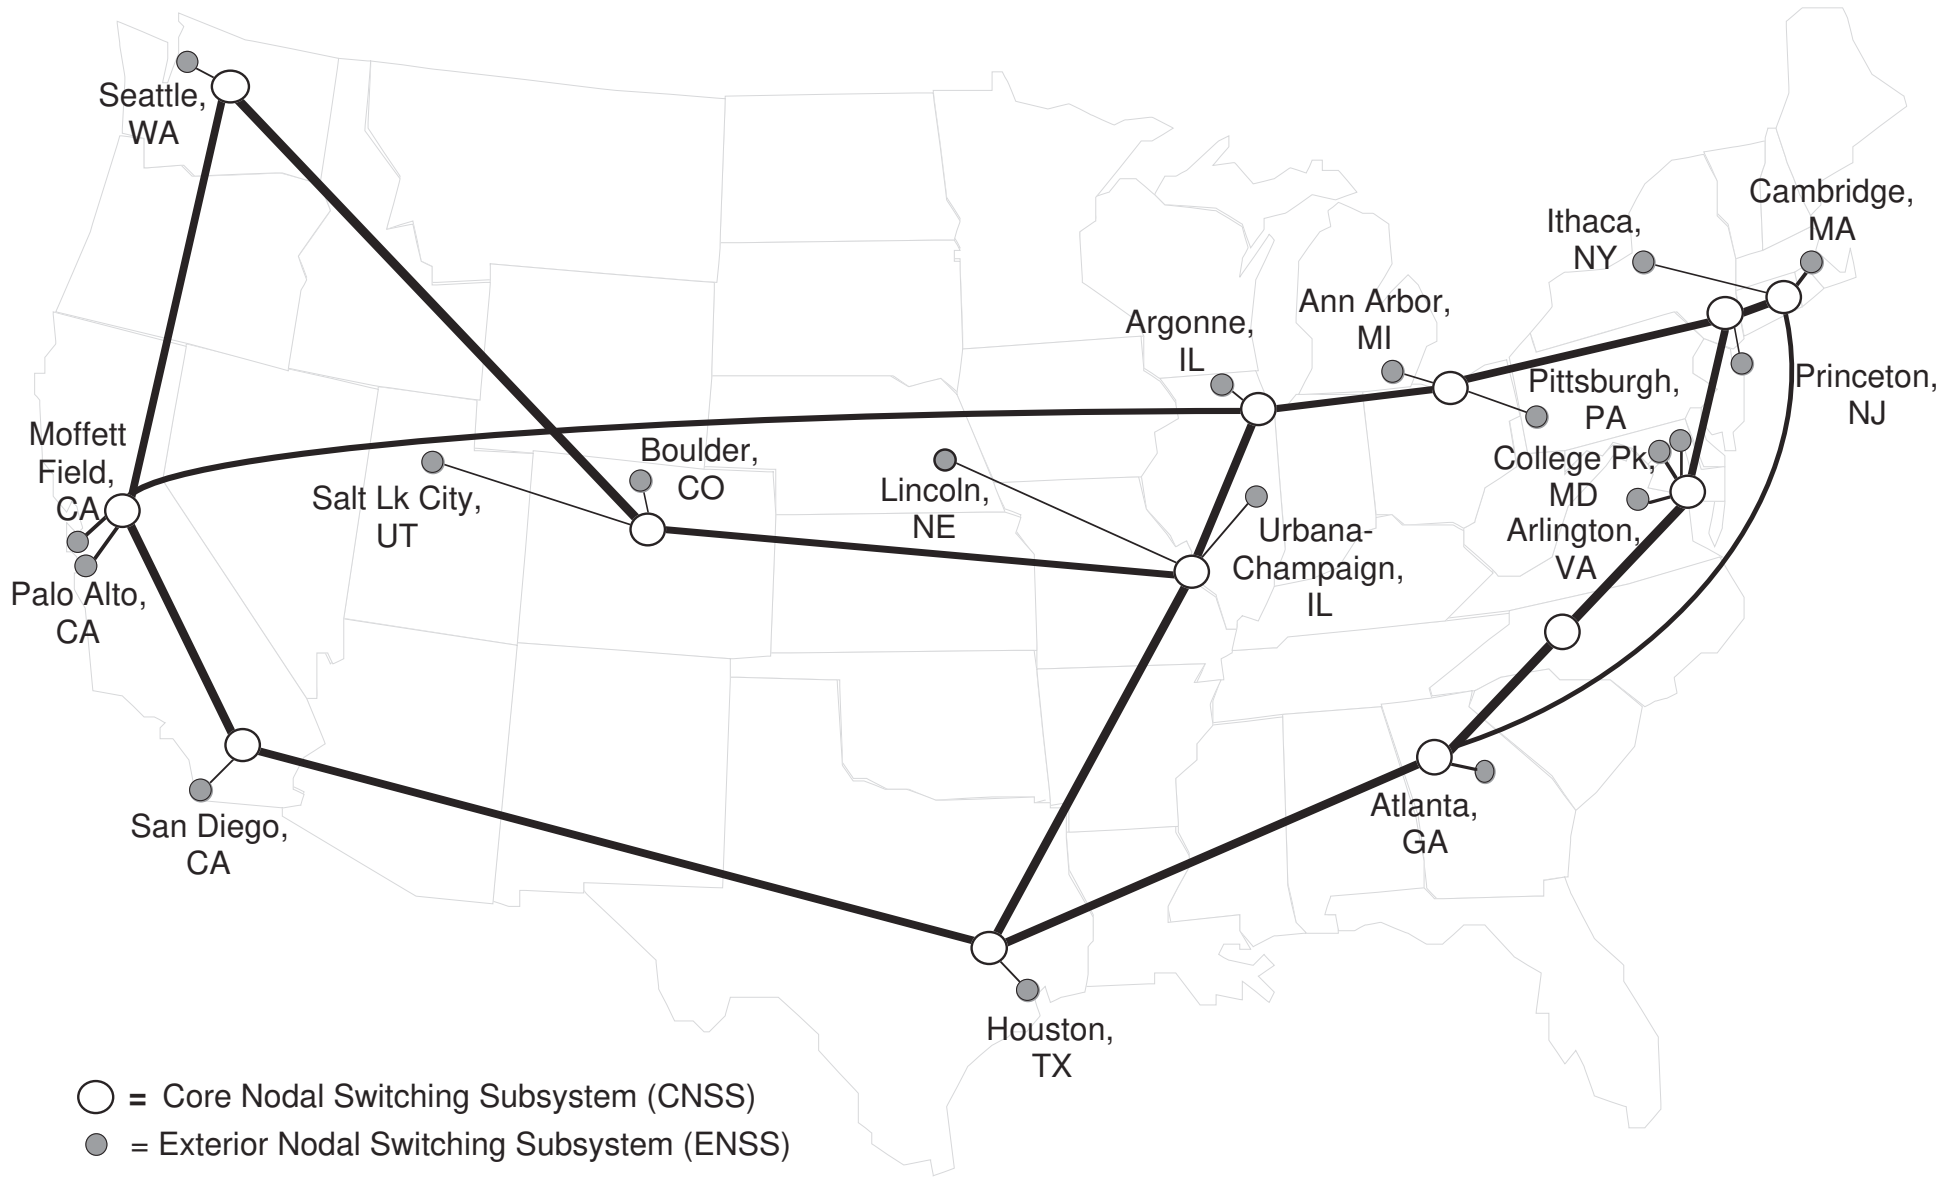 Seattle,
WA
Cambridge,
MA
Ithaca,
NY
Ann Arbor,
MI
Argonne,
IL
Pittsburgh,
PA
Princeton,
NJ
Moffett
Field,
CA
Boulder,
CO
College Pk,
MD
Salt Lk City,
UT
Lincoln,
NE
Urbana-
Champaign,
IL
Arlington,
VA
Palo Alto,
CA
San Diego,
CA
Atlanta,
GA
Houston,
TX
= Core Nodal Switching Subsystem (CNSS)
= Exterior Nodal Switching Subsystem (ENSS)